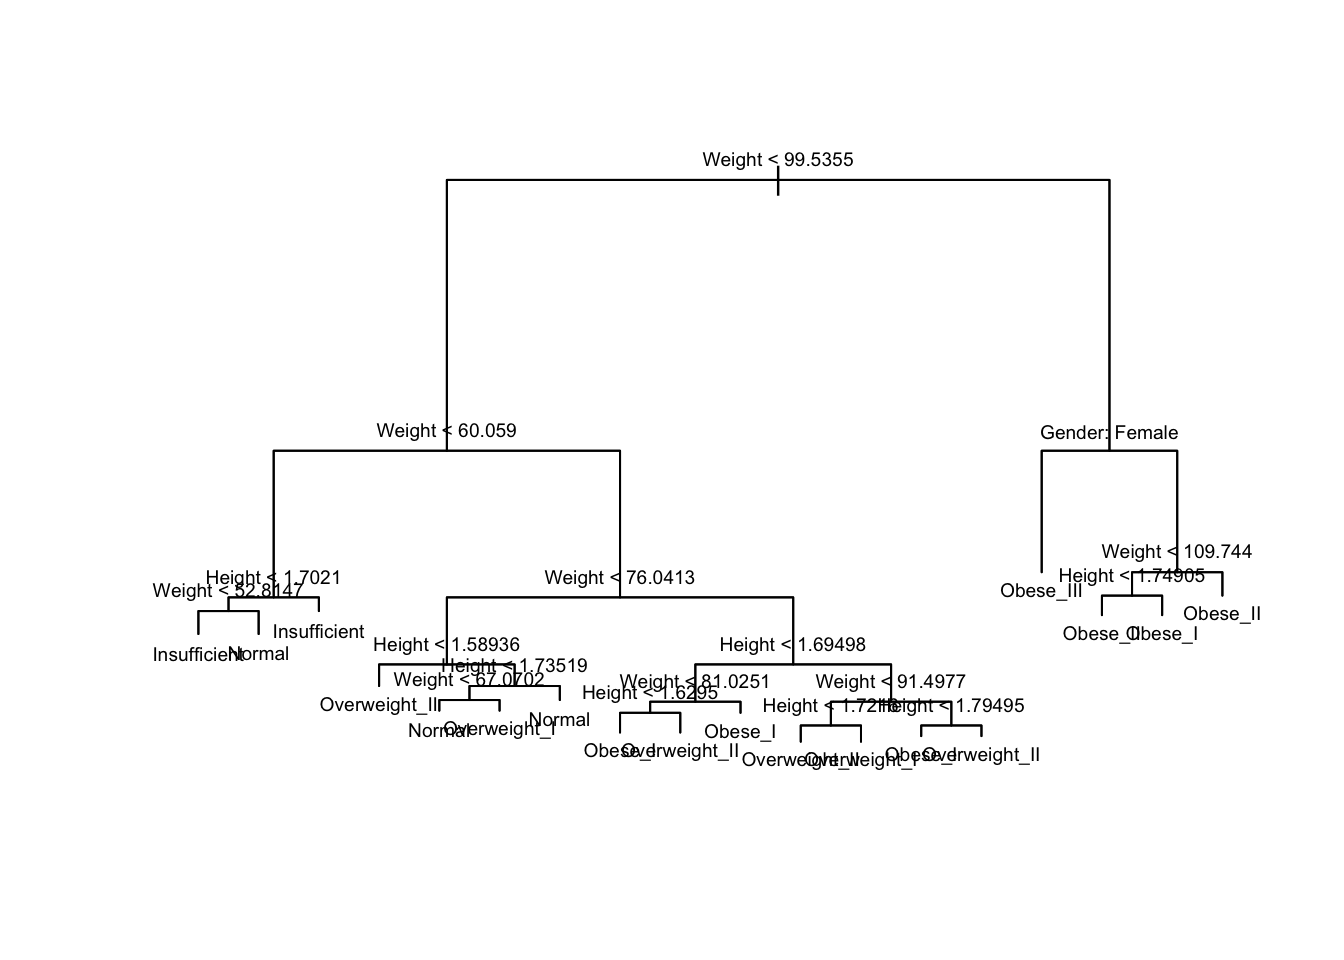 Weight < 99.5355
Weight < 60.059
Gender: Female
Weight < 109.744
Height < 1.7021
Weight < 76.0413
Height < 1.74905
Weight < 52.8147
Obese_III
Obese_II
Insufficient
Obese_II
Obese_I
Height < 1.58936
Height < 1.69498
Insufficient
Normal
Height < 1.73519
Weight < 67.0702
Weight < 81.0251
Weight < 91.4977
Height < 1.6295
Overweight_II
Height <
Height < 1.79495
Normal
Normal
Overweight_I
Obese_I
Obese_I
Overweight_II
Overweight_II
Overweight_I
Obese_I
Overweight_II